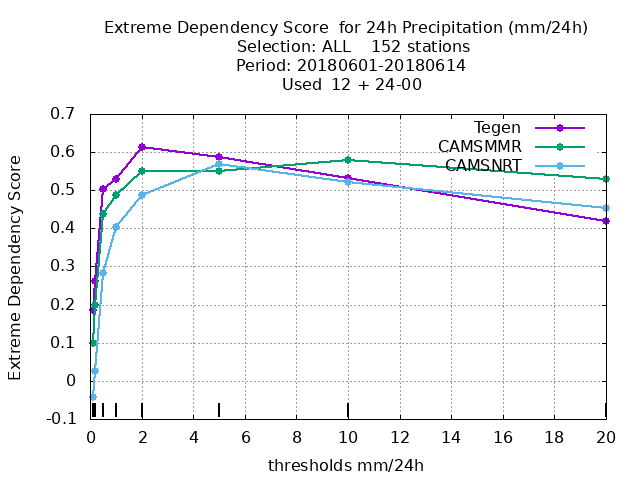 Extreme Dependency Score  for 24h Precipitation (mm/24h)
Selection: ALL    152 stations
Period: 20180601-20180614
Used  12 + 24-00
Tegen
CAMSMMR
CAMSNRT
Extreme Dependency Score
0.7
0.6
0.5
0.4
0.3
0.2
0.1
0
-0.1
0 2 4 6 8 10 12 14 16 18 20
thresholds mm/24h